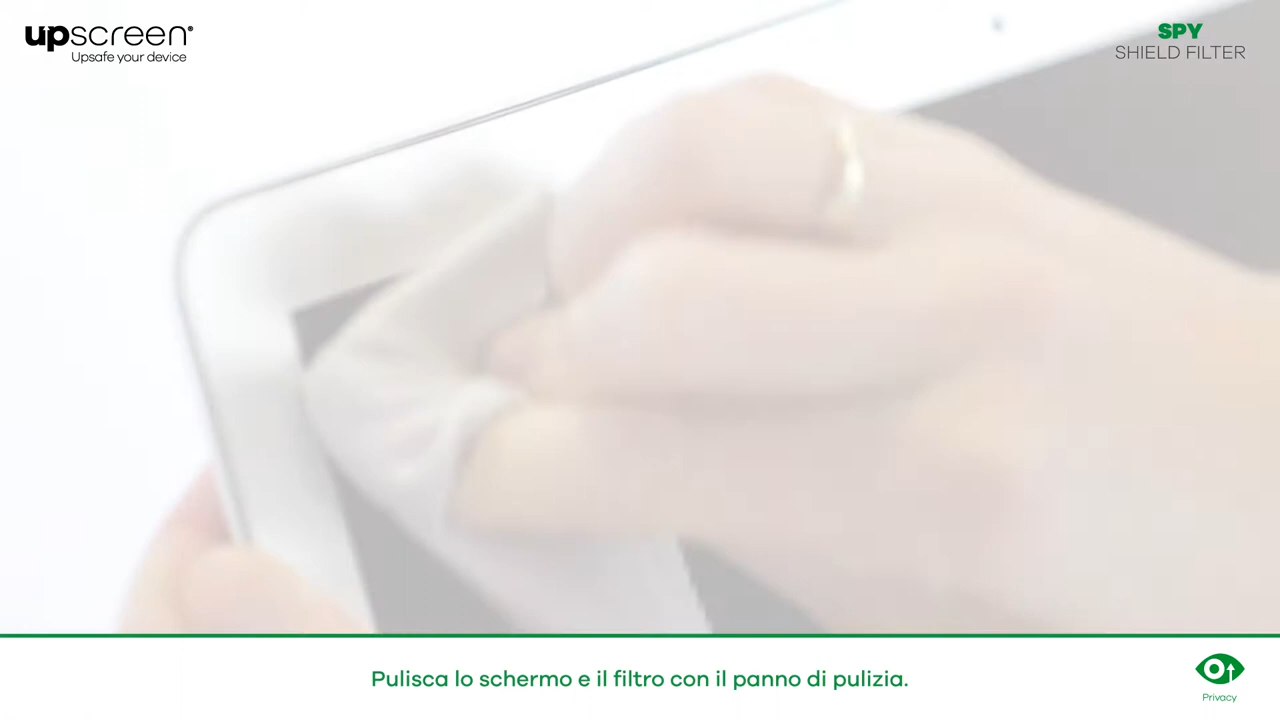 upscreen®
Upsafe your device
SPY
SHIELD FILTER
Pulisca lo schermo e il filtro con il panno di pulizia.
Privacy